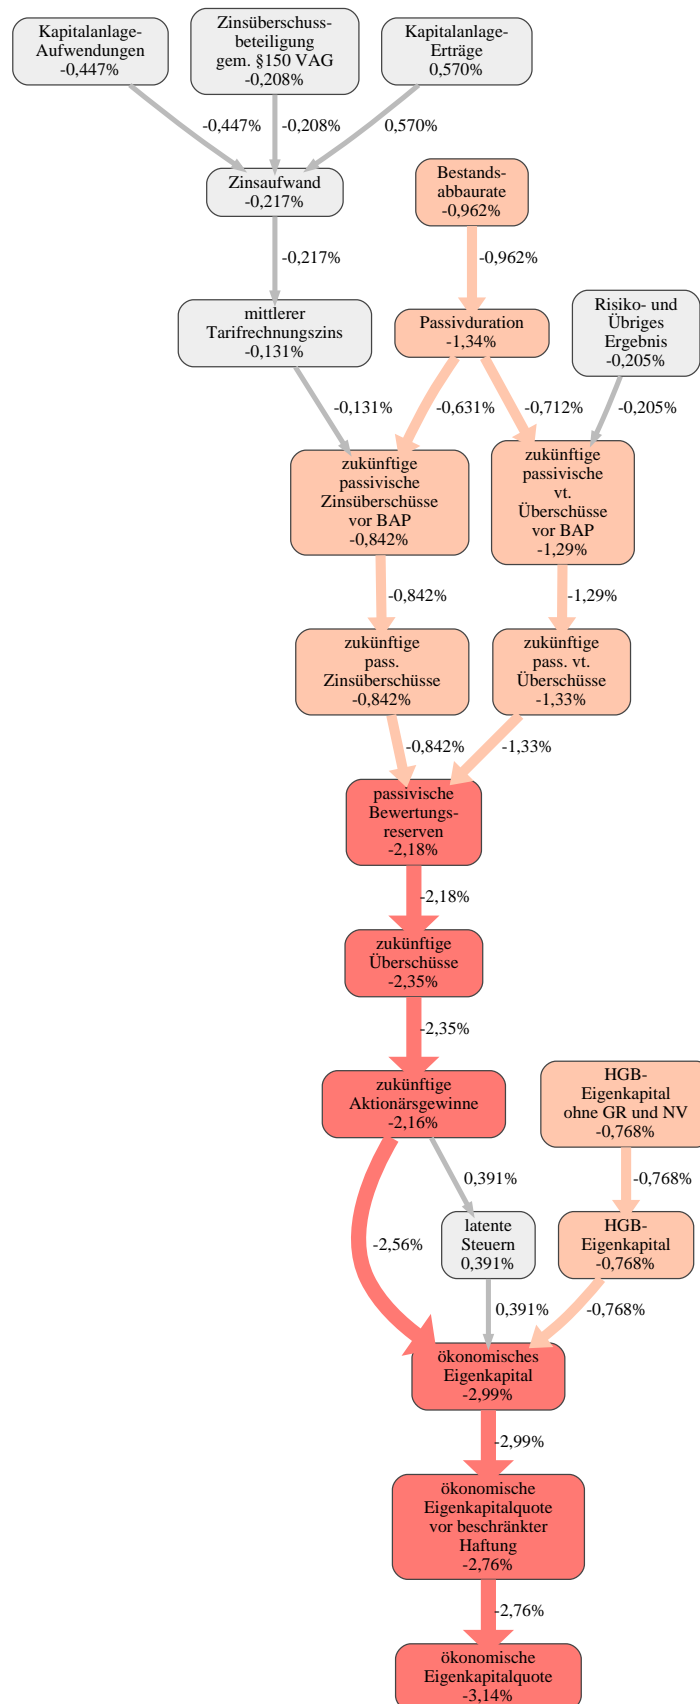 Kapitalanlage-
Aufwendungen
-0,447%
Zinsüberschuss-
beteiligung
gem. §150 VAG
-0,208%
Kapitalanlage-
Erträge
0,570%
-0,447%
-0,208%
0,570%
Zinsaufwand
-0,217%
Bestands-
abbaurate
-0,962%
-0,217%
-0,962%
mittlerer
Tarifrechnungszins
-0,131%
Passivduration
-1,34%
Risiko- und
Übriges
Ergebnis
-0,205%
-0,131%
-0,631%
-0,712%
-0,205%
zukünftige
passivische
Zinsüberschüsse
vor BAP
-0,842%
zukünftige
passivische
vt.
Überschüsse
vor BAP
-1,29%
-0,842%
-1,29%
zukünftige
pass.
Zinsüberschüsse
-0,842%
zukünftige
pass. vt.
Überschüsse
-1,33%
-0,842%
-1,33%
passivische
Bewertungs-
reserven
-2,18%
-2,18%
zukünftige
Überschüsse
-2,35%
-2,35%
zukünftige
Aktionärsgewinne
-2,16%
HGB-
Eigenkapital
ohne GR und NV
-0,768%
0,391%
-0,768%
-2,56%
latente
Steuern
0,391%
HGB-
Eigenkapital
-0,768%
0,391%
-0,768%
ökonomisches
Eigenkapital
-2,99%
-2,99%
ökonomische
Eigenkapitalquote
vor beschränkter
Haftung
-2,76%
-2,76%
ökonomische
Eigenkapitalquote
-3,14%